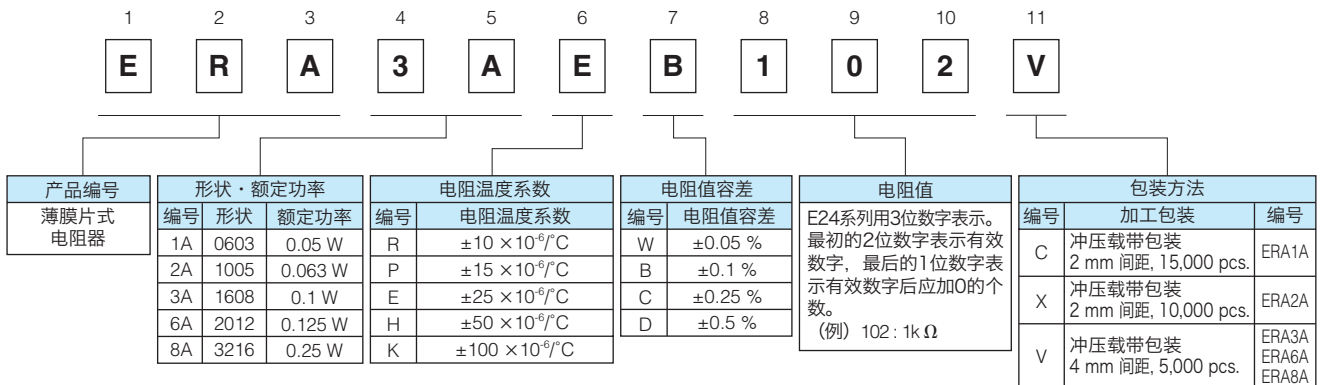 1 2 3 4 5 6 7 8 9 10 11
E R A 3 A E B 1 0 2 V
产品编号
薄膜片式
电阻器
形状・额定功率
编号 形状 额定功率
1A 0603 0.05 W
2A 1005 0.063 W
3A 1608 0.1 W
6A 2012 0.125 W
8A 3216 0.25 W
电阻温度系数
编号 电阻温度系数
R ±10 ×10⁻⁶/°C
P ±15 ×10⁻⁶/°C
E ±25 ×10⁻⁶/°C
H ±50 ×10⁻⁶/°C
K ±100 ×10⁻⁶/°C
电阻值容差
编号 电阻值容差
W ±0.05 %
B ±0.1 %
C ±0.25 %
D ±0.5 %
电阻值
E24系列用3位数字表示。
最初的2位数字表示有效
数字，最后的1位数字表
示有效数字后应加0的个
数。
（例）102 : 1k Ω
包装方法
编号 加工包装 编号
C 冲压载带包装 ERA1A
2 mm 间距, 15,000 pcs.
X 冲压载带包装 ERA2A
2 mm 间距, 10,000 pcs.
V 冲压载带包装
4 mm 间距, 5,000 pcs.
ERA3A
ERA6A
ERA8A